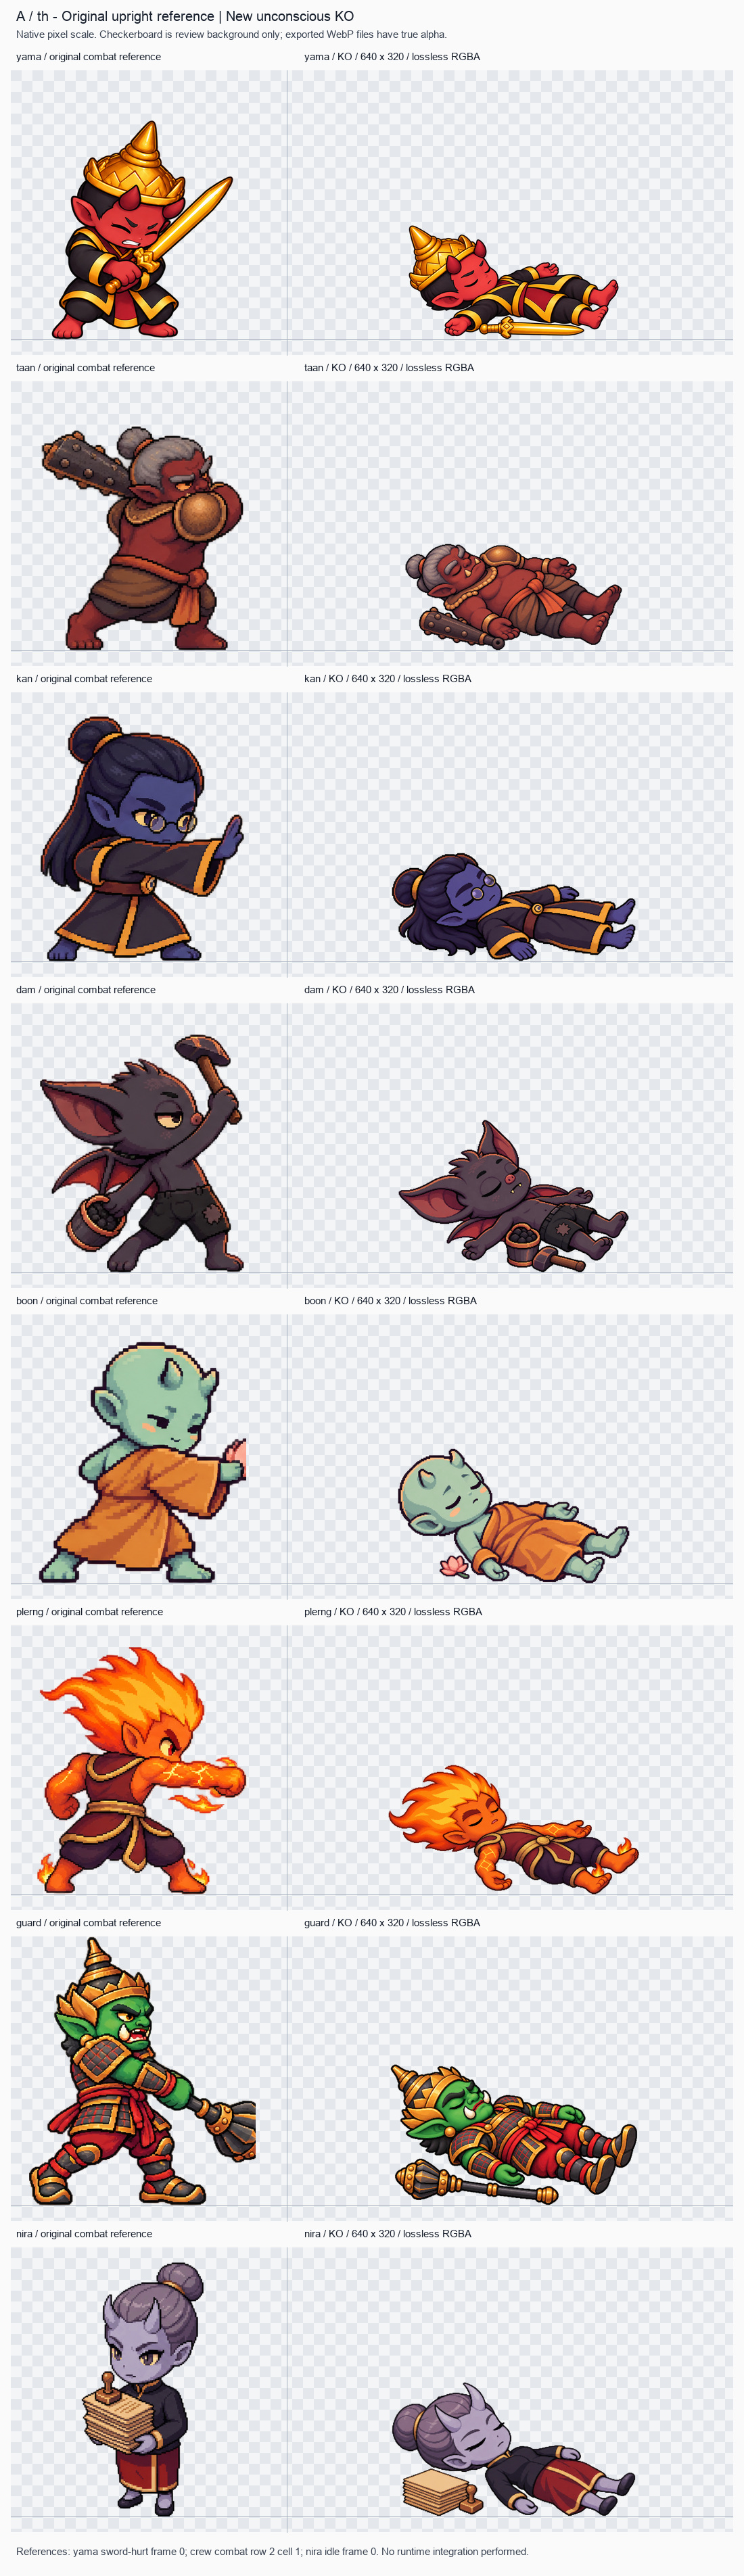 A / th - Original upright reference | New unconscious KO
Native pixel scale. Checkerboard is review background only; exported WebP files have true alpha.
yama / original combat reference
yama / KO / 640 x 320 / lossless RGBA
taan / original combat reference
taan / KO / 640 x 320 / lossless RGBA
kan / original combat reference
kan / KO / 640 x 320 / lossless RGBA
dam / original combat reference
dam / KO / 640 x 320 / lossless RGBA
boon / original combat reference
boon / KO / 640 x 320 / lossless RGBA
plerng / original combat reference
plerng / KO / 640 x 320 / lossless RGBA
guard / original combat reference
guard / KO / 640 x 320 / lossless RGBA
nira / original combat reference
nira / KO / 640 x 320 / lossless RGBA
References: yama sword-hurt frame 0; crew combat row 2 cell 1; nira idle frame 0. No runtime integration performed.